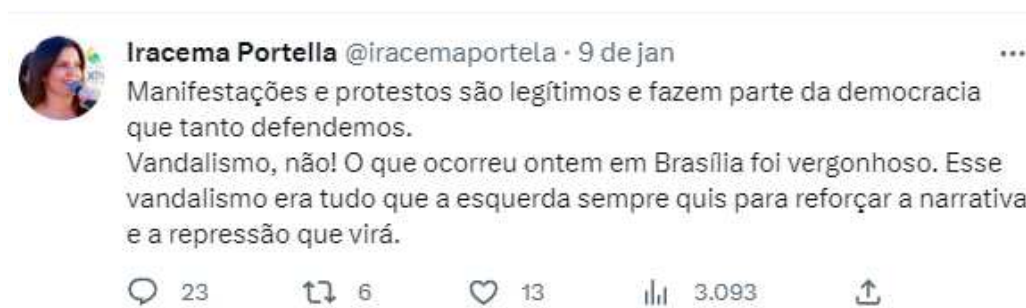 Iracema Portella @iracemaportela · 9 de jan
Manifestações e protestos são legítimos e fazem parte da democracia
que tanto defendemos.
Vandalismo, não! O que ocorreu ontem em Brasília foi vergonhoso. Esse
vandalismo era tudo que a esquerda sempre quis para reforçar a narrativa
e a repressão que virá.
23 6 13 3.093